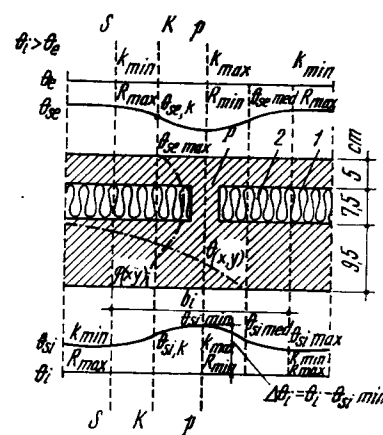 S K P
ϑi > ϑe
kmin kmax kmin
ϑe
Rmax ϑse,k Rmin ϑse med Rmax
ϑse
ϑse max
P 2 1 cm
5
7,5
9,5
ϑ(x,y)
q(x,y)
bi
ϑsi min ϑsi med ϑsi max
kmin ϑsi,k kmax
ϑsi
Rmax Rmin Rmin
Rmax
ϑi
Δϑi = ϑi - ϑsi min
S K P